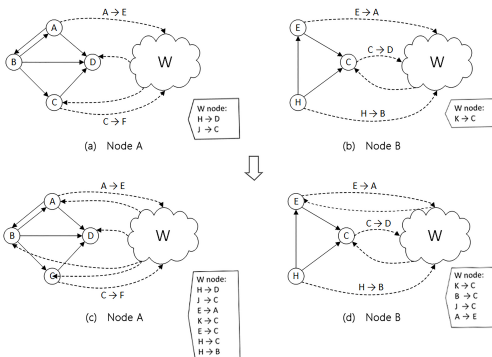 A → E
A
B
D
C
W
C → F
W node:
H → D
J → C
(a) Node A
E → A
E
C → D
C
W
H
H → B
W node:
K → C
(b) Node B
A → E
A
B
D
C
W
C → F
W node:
H → D
J → C
E → A
K → C
E → C
H → C
H → B
(c) Node A
E → A
E
C → D
C
W
H
H → B
W node:
K → C
B → C
J → C
A → E
(d) Node B